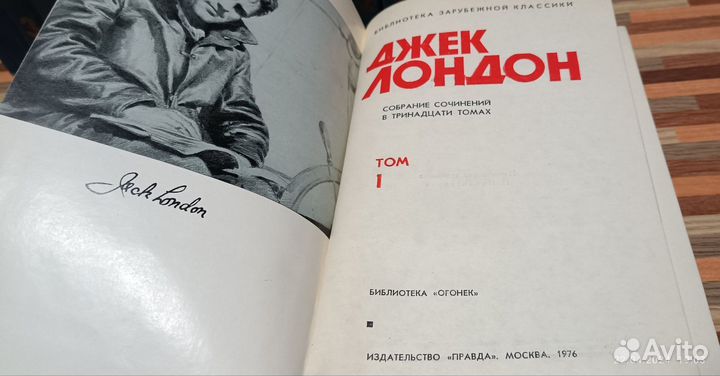 Jack London
БИБЛИОТЕКА ЗАРУБЕЖНОЙ КЛАССИКИ
ДЖЕК
ЛОНДОН
СОБРАНИЕ СОЧИНЕНИЙ
В ТРИНАДЦАТИ ТОМАХ
ТОМ
1
БИБЛИОТЕКА «ОГОНЕК»
ИЗДАТЕЛЬСТВО «ПРАВДА». МОСКВА. 1976
Avito